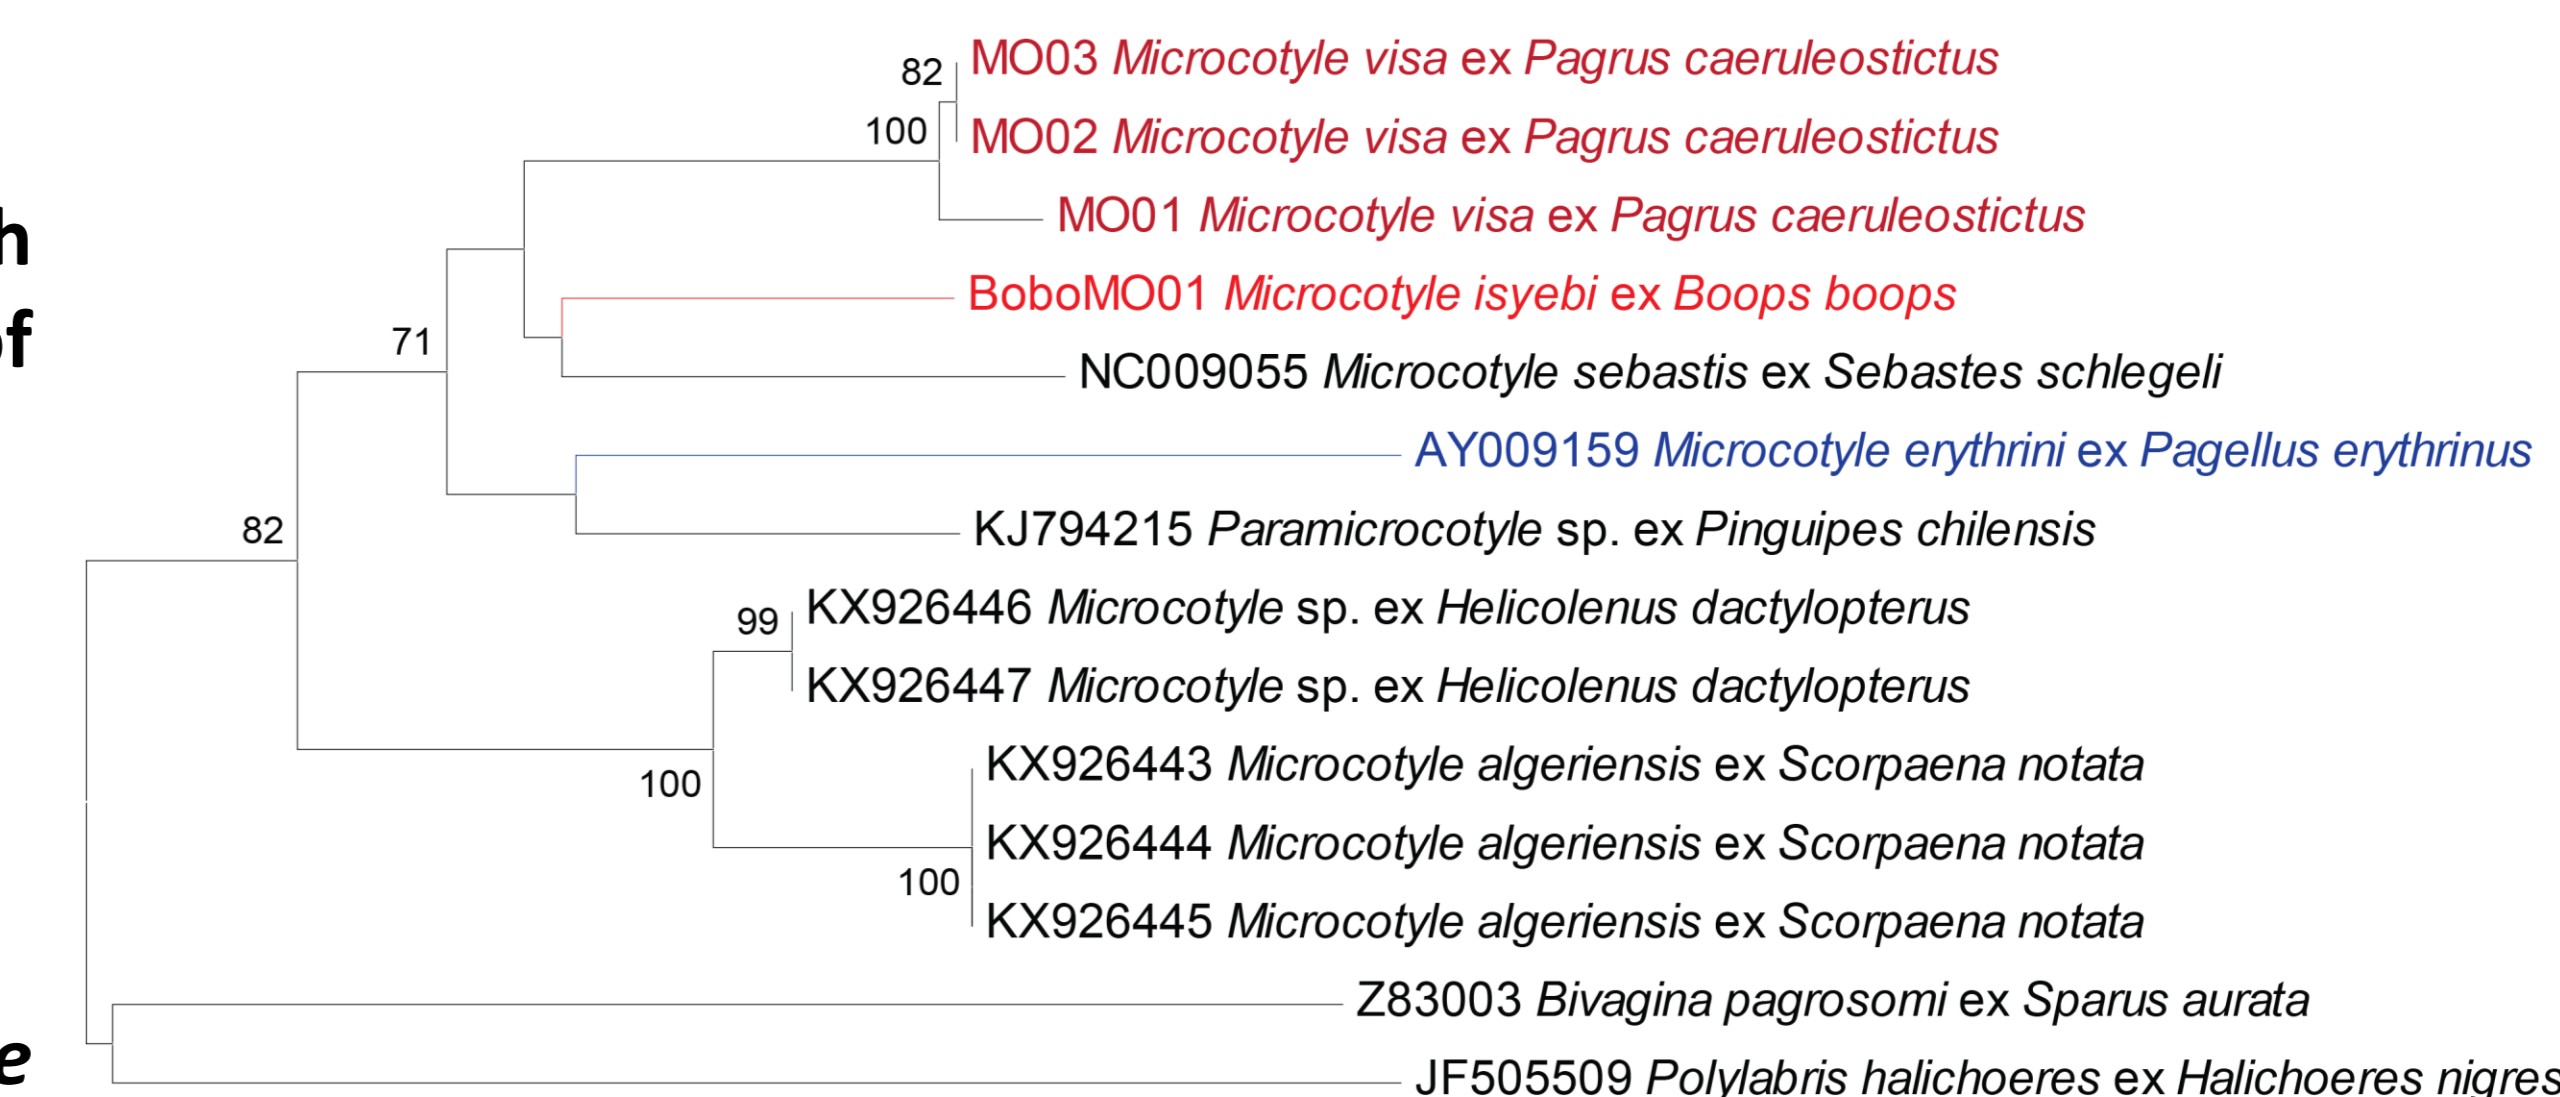 82
MO03 Microcotyle visa ex Pagrus caeruleostictus
100
MO02 Microcotyle visa ex Pagrus caeruleostictus
MO01 Microcotyle visa ex Pagrus caeruleostictus
h
BoboMO01 Microcotyle isyebi ex Boops boops
of
71
NC009055 Microcotyle sebastis ex Sebastes schlegeli
AY009159 Microcotyle erythrini ex Pagellus erythrinus
82
KJ794215 Paramicrocotyle sp. ex Pinguipes chilensis
99
KX926446 Microcotyle sp. ex Helicolenus dactylopterus
KX926447 Microcotyle sp. ex Helicolenus dactylopterus
100
KX926443 Microcotyle algeriensis ex Scorpaena notata
KX926444 Microcotyle algeriensis ex Scorpaena notata
100
KX926445 Microcotyle algeriensis ex Scorpaena notata
Z83003 Bivagina pagrosomi ex Sparus aurata
e
JF505509 Polylabris halichoeres ex Halichoeres nigres